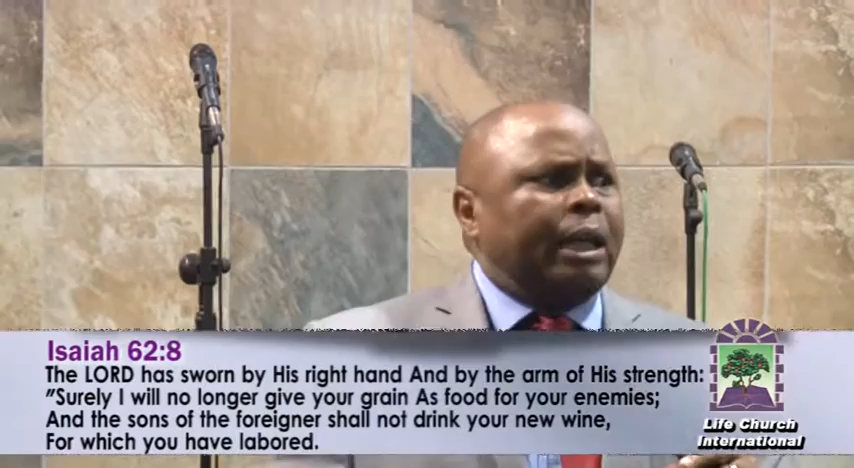 Isaiah 62:8
The LORD has sworn by His right hand And by the arm of His strength:
"Surely I will no longer give your grain As food for your enemies;
And the sons of the foreigner shall not drink your new wine,
For which you have labored.
Life Church
International